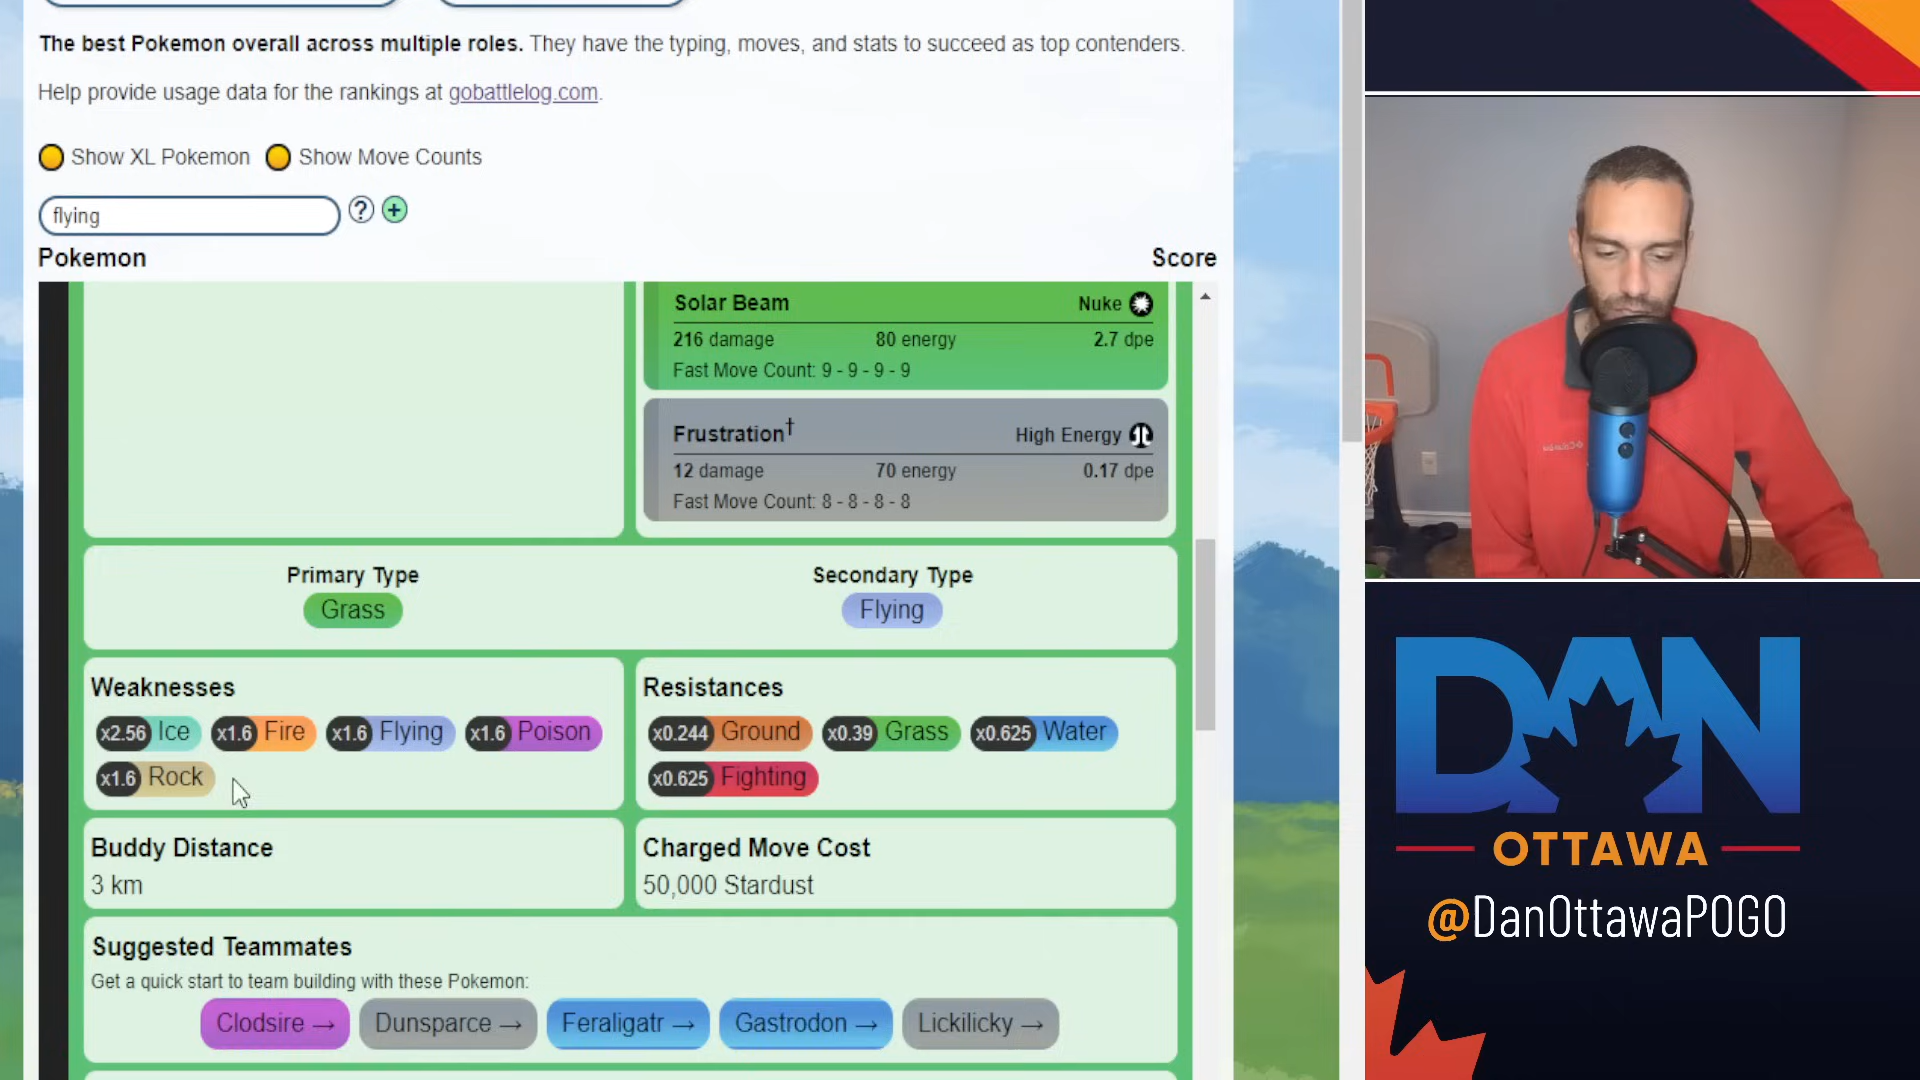 The best Pokemon overall across multiple roles. They have the typing, moves, and stats to succeed as top contenders.
Help provide usage data for the rankings at gobattlelog.com.
Show XL Pokemon Show Move Counts
flying ? +
Pokemon Score
Solar Beam Nuke
216 damage 80 energy 2.7 dpe
Fast Move Count: 9 - 9 - 9 - 9
Frustration† High Energy
12 damage 70 energy 0.17 dpe
Fast Move Count: 8 - 8 - 8 - 8
Primary Type Secondary Type
Grass Flying
Weaknesses
x2.56 Ice x1.6 Fire x1.6 Flying x1.6 Poison
x1.6 Rock
Resistances
x0.244 Ground x0.39 Grass x0.625 Water
x0.625 Fighting
Buddy Distance
3 km
Charged Move Cost
50,000 Stardust
Suggested Teammates
Get a quick start to team building with these Pokemon:
Clodsire → Dunsparce → Feraligatr → Gastrodon → Lickilicky →
Columbia
DAN
OTTAWA
@DanOttawaPOGO